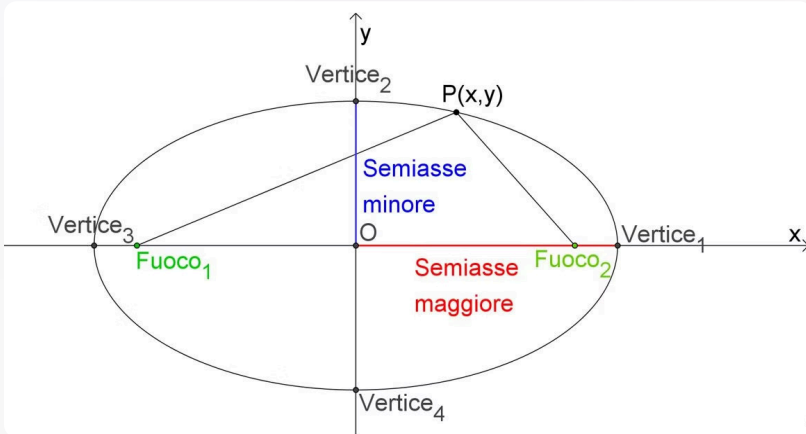 y
Vertice₂
P(x,y)
Semiasse
minore
Vertice₃
O
Vertice₁
x
Fuoco₁
Fuoco₂
Semiasse
maggiore
Vertice₄